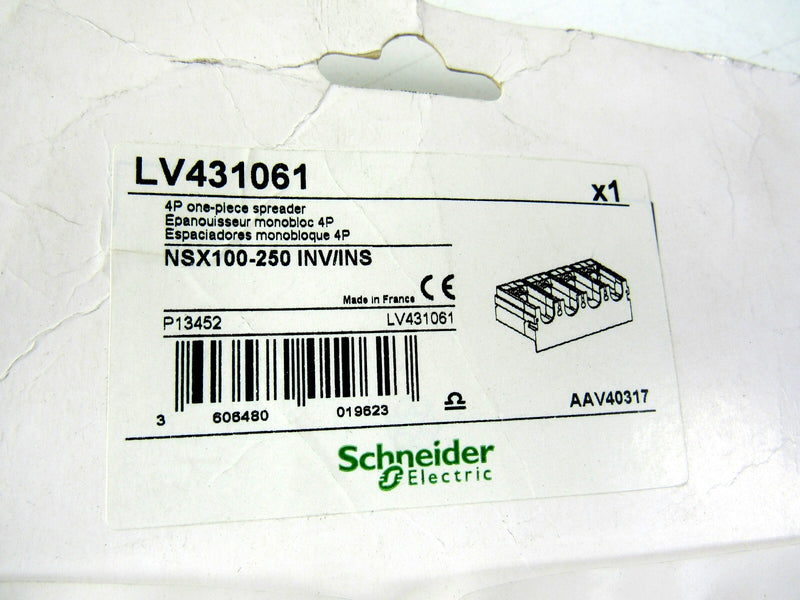 LV431061
x1
4P one-piece spreader
Epanouisseur monobloc 4P
Espaciadores monobloque 4P
NSX100-250 INV/INS
Made in France CE
P13452 LV431061
3 606480 019623
AAV40317
Schneider
Electric